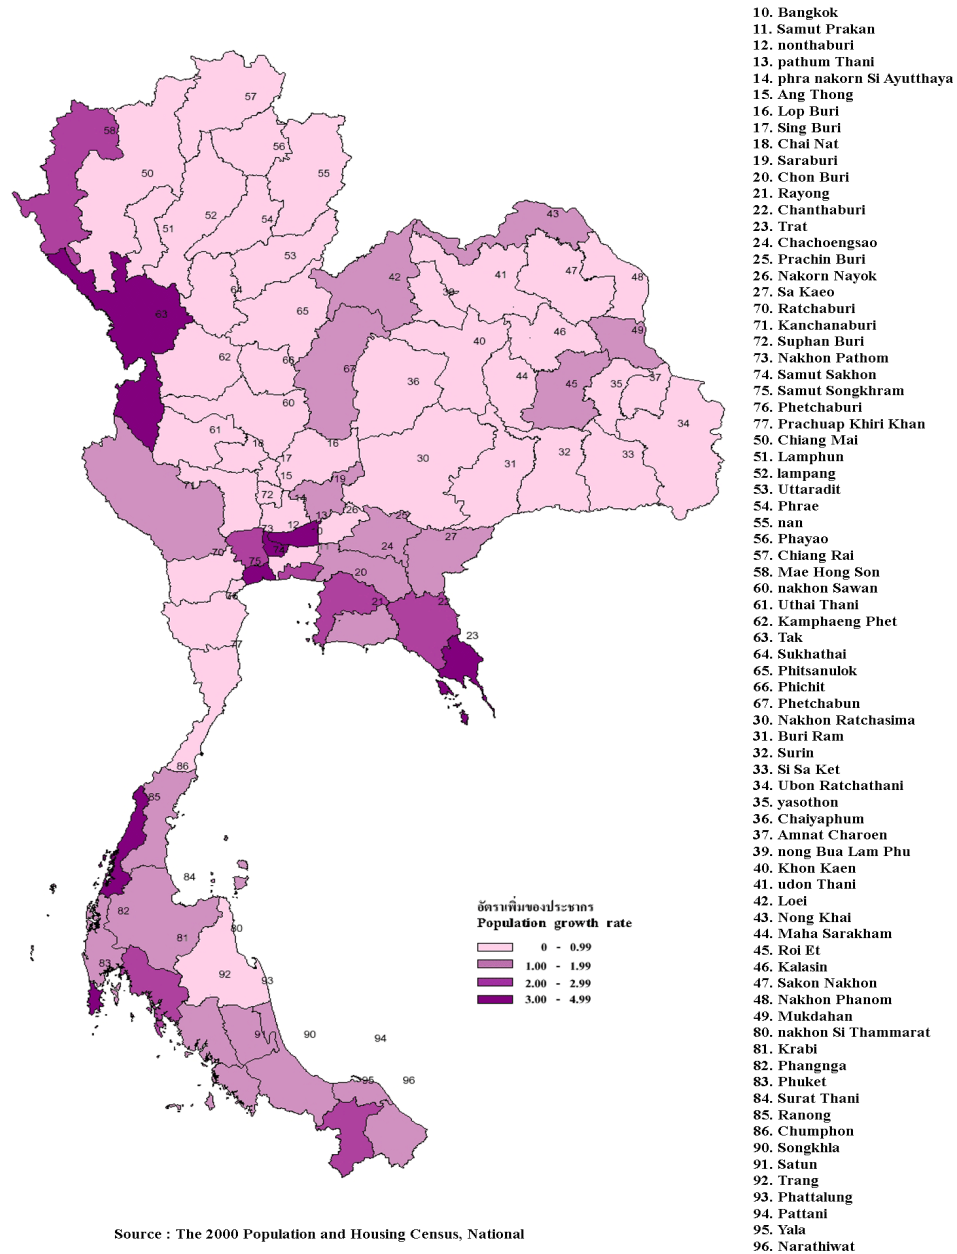 10. Bangkok
11. Samut Prakan
12. nonthaburi
13. pathum Thani
14. phra nakorn Si Ayutthaya
15. Ang Thong
16. Lop Buri
17. Sing Buri
18. Chai Nat
19. Saraburi
20. Chon Buri
21. Rayong
22. Chanthaburi
23. Trat
24. Chachoengsao
25. Prachin Buri
26. Nakorn Nayok
27. Sa Kaeo
70. Ratchaburi
71. Kanchanaburi
72. Suphan Buri
73. Nakhon Pathom
74. Samut Sakhon
75. Samut Songkhram
76. Phetchaburi
77. Prachuap Khiri Khan
50. Chiang Mai
51. Lamphun
52. lampang
53. Uttaradit
54. Phrae
55. nan
56. Phayao
57. Chiang Rai
58. Mae Hong Son
60. nakhon Sawan
61. Uthai Thani
62. Kamphaeng Phet
63. Tak
64. Sukhathai
65. Phitsanulok
66. Phichit
67. Phetchabun
30. Nakhon Ratchasima
31. Buri Ram
32. Surin
33. Si Sa Ket
34. Ubon Ratchathani
35. yasothon
36. Chaiyaphum
37. Amnat Charoen
39. nong Bua Lam Phu
40. Khon Kaen
41. udon Thani
42. Loei
43. Nong Khai
44. Maha Sarakham
45. Roi Et
46. Kalasin
47. Sakon Nakhon
48. Nakhon Phanom
49. Mukdahan
80. nakhon Si Thammarat
81. Krabi
82. Phangnga
83. Phuket
84. Surat Thani
85. Ranong
86. Chumphon
90. Songkhla
91. Satun
92. Trang
93. Phattalung
94. Pattani
95. Yala
96. Narathiwat
57
58
56
50
55
43
52
54
51
53
42
41
47
48
64
65
63
49
46
40
62
66
67
44
45
35
37
36
60
34
61
18
16
32
33
30
31
17
15
19
71
72
14
26
13
25
73
12
27
24
11
74
70
75
20
21
22
76
23
77
86
85
84
82
80
81
83
92
93
91
90
94
95
96
อัตราเพิ่มของประชากร
Population growth rate
0 - 0.99
1.00 - 1.99
2.00 - 2.99
3.00 - 4.99
Source : The 2000 Population and Housing Census, National